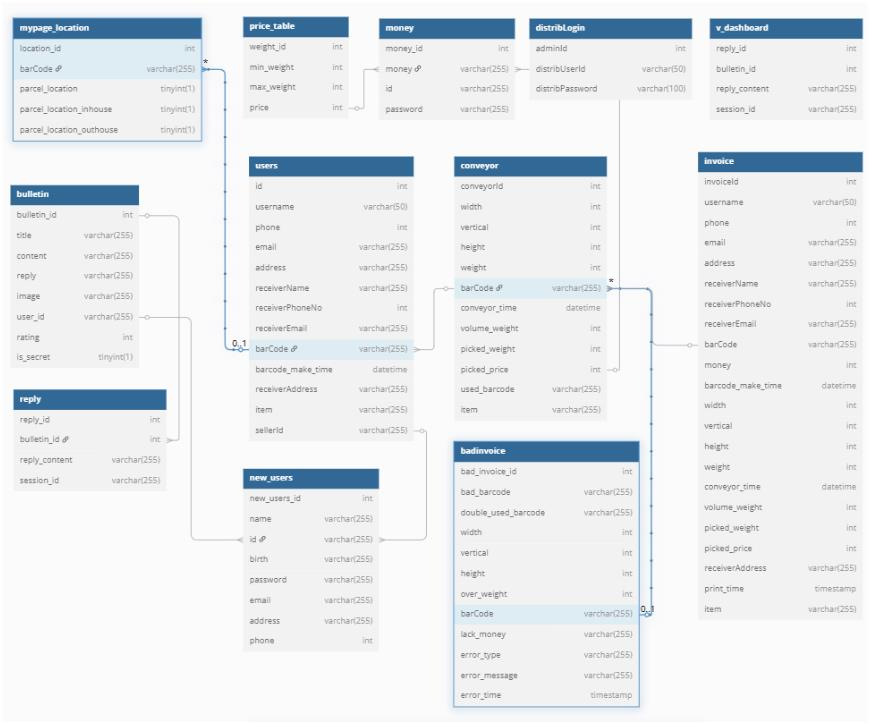 mypage_location
location_id int
barCode varchar(255)
parcel_location tinyint(1)
parcel_location_inhouse tinyint(1)
parcel_location_outhouse tinyint(1)
price_table
weight_id int
min_weight int
max_weight int
price int
money
money_id int
money varchar(255)
id varchar(255)
password varchar(255)
distribLogin
adminId int
distribUserId varchar(50)
distribPassword varchar(100)
v_dashboard
reply_id int
bulletin_id int
reply_content varchar(255)
session_id varchar(255)
*
bulletin
bulletin_id int
title varchar(255)
content varchar(255)
reply varchar(255)
image varchar(255)
user_id varchar(255)
rating int
is_secret tinyint(1)
users
id int
username varchar(50)
phone int
email varchar(255)
address varchar(255)
receiverName varchar(255)
receiverPhoneNo int
receiverEmail varchar(255)
0..1
barCode varchar(255)
barcode_make_time datetime
receiverAddress varchar(255)
item varchar(255)
sellerId varchar(255)
conveyor
conveyorId int
width int
vertical int
height int
weight int
barCode varchar(255)
*
conveyor_time datetime
volume_weight int
picked_weight int
picked_price int
used_barcode varchar(255)
item varchar(255)
invoice
invoiceId int
username varchar(50)
phone int
email varchar(255)
address varchar(255)
receiverName varchar(255)
receiverPhoneNo int
receiverEmail varchar(255)
barCode varchar(255)
money int
barcode_make_time datetime
width int
vertical int
height int
weight int
conveyor_time datetime
volume_weight int
picked_weight int
picked_price int
receiverAddress varchar(255)
print_time timestamp
item varchar(255)
reply
reply_id int
bulletin_id int
reply_content varchar(255)
session_id varchar(255)
new_users
new_users_id int
name varchar(255)
id varchar(255)
birth varchar(255)
password varchar(255)
email varchar(255)
address varchar(255)
phone int
badinvoice
bad_invoice_id int
bad_barcode varchar(255)
double_used_barcode varchar(255)
width int
vertical int
height int
over_weight int
barCode varchar(255)
0..1
lack_money varchar(255)
error_type varchar(255)
error_message varchar(255)
error_time timestamp